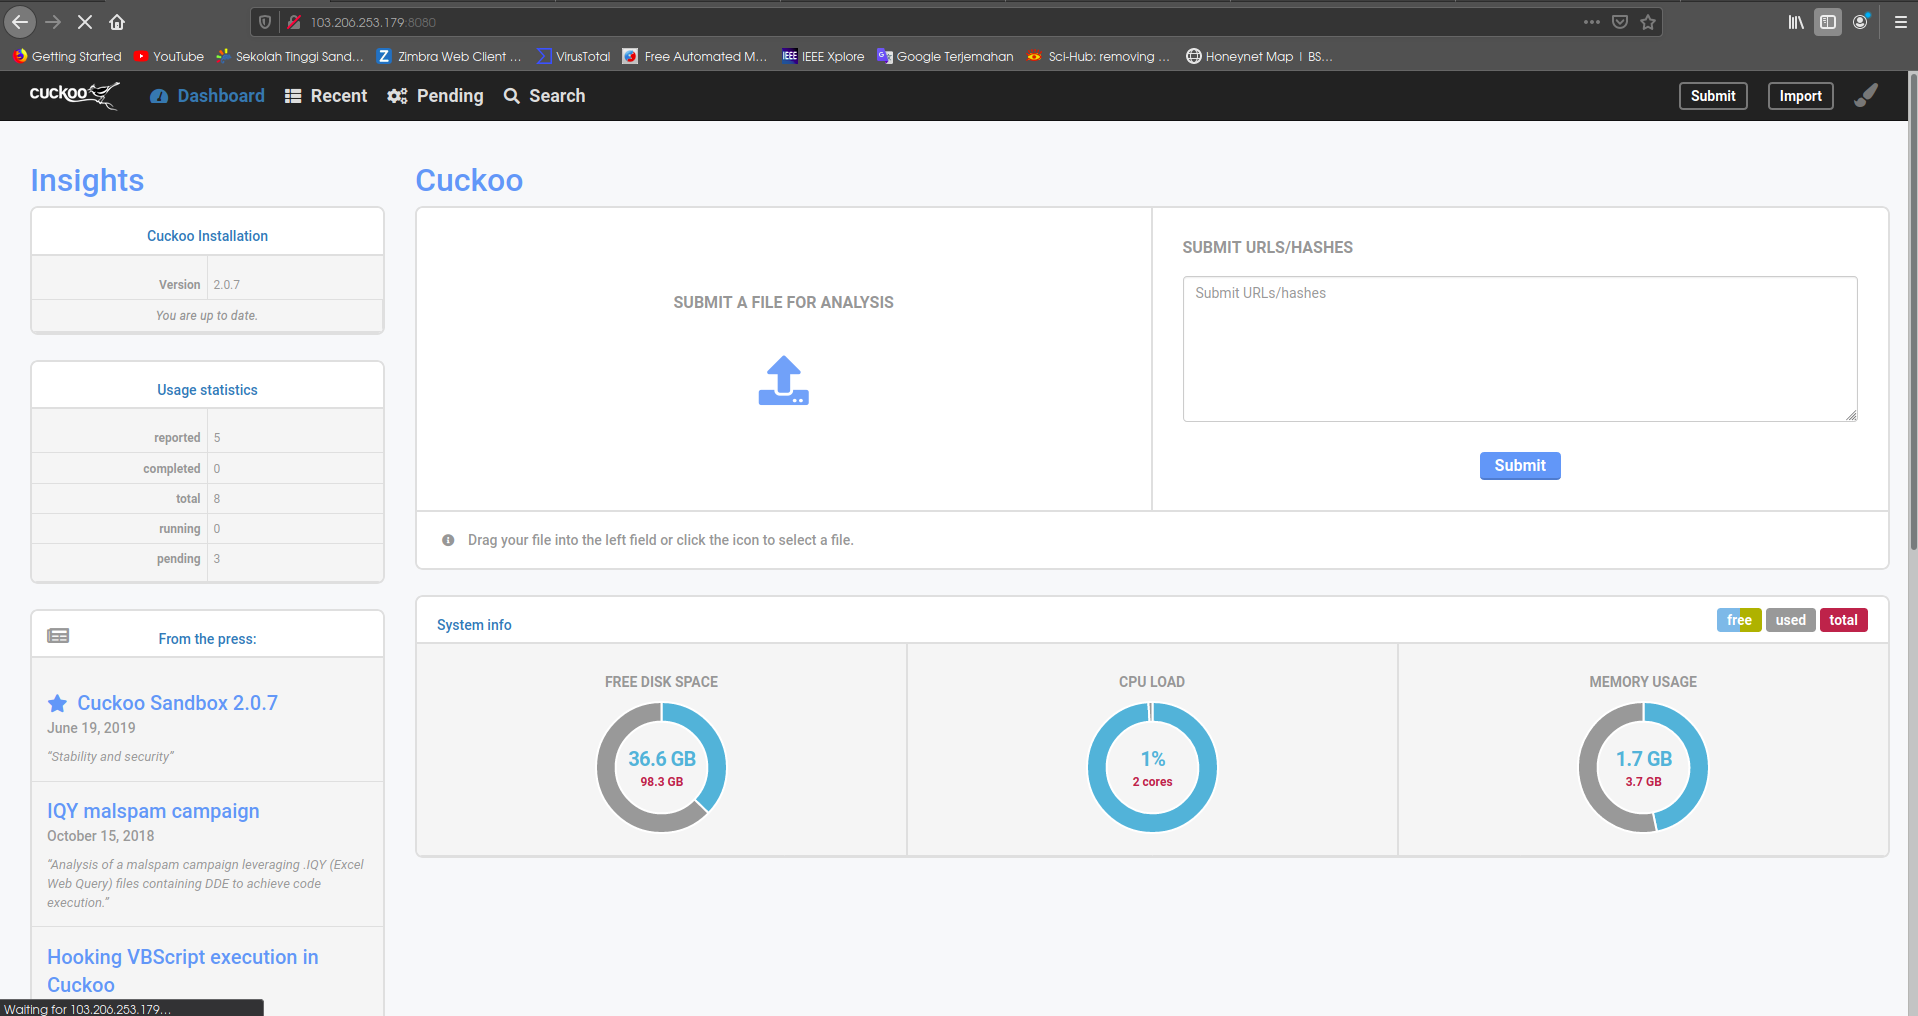 103.206.253.179:8080
Getting Started
YouTube
Sekolah Tinggi Sand...
Zimbra Web Client ...
VirusTotal
Free Automated M...
IEEE
IEEE Xplore
Google Terjemahan
Sci-Hub: removing ...
Honeynet Map | BS...
cuckoo
Dashboard
Recent
Pending
Search
Submit
Import
Insights
Cuckoo Installation
Version 2.0.7
You are up to date.
Usage statistics
reported 5
completed 0
total 8
running 0
pending 3
From the press:
Cuckoo Sandbox 2.0.7
June 19, 2019
“Stability and security”
IQY malspam campaign
October 15, 2018
“Analysis of a malspam campaign leveraging .IQY (Excel
Web Query) files containing DDE to achieve code
execution.”
Hooking VBScript execution in
Cuckoo
Cuckoo
SUBMIT A FILE FOR ANALYSIS
SUBMIT URLS/HASHES
Submit URLs/hashes
Submit
Drag your file into the left field or click the icon to select a file.
System info
free
used
total
FREE DISK SPACE
36.6 GB
98.3 GB
CPU LOAD
1%
2 cores
MEMORY USAGE
1.7 GB
3.7 GB
Waiting for 103.206.253.179...